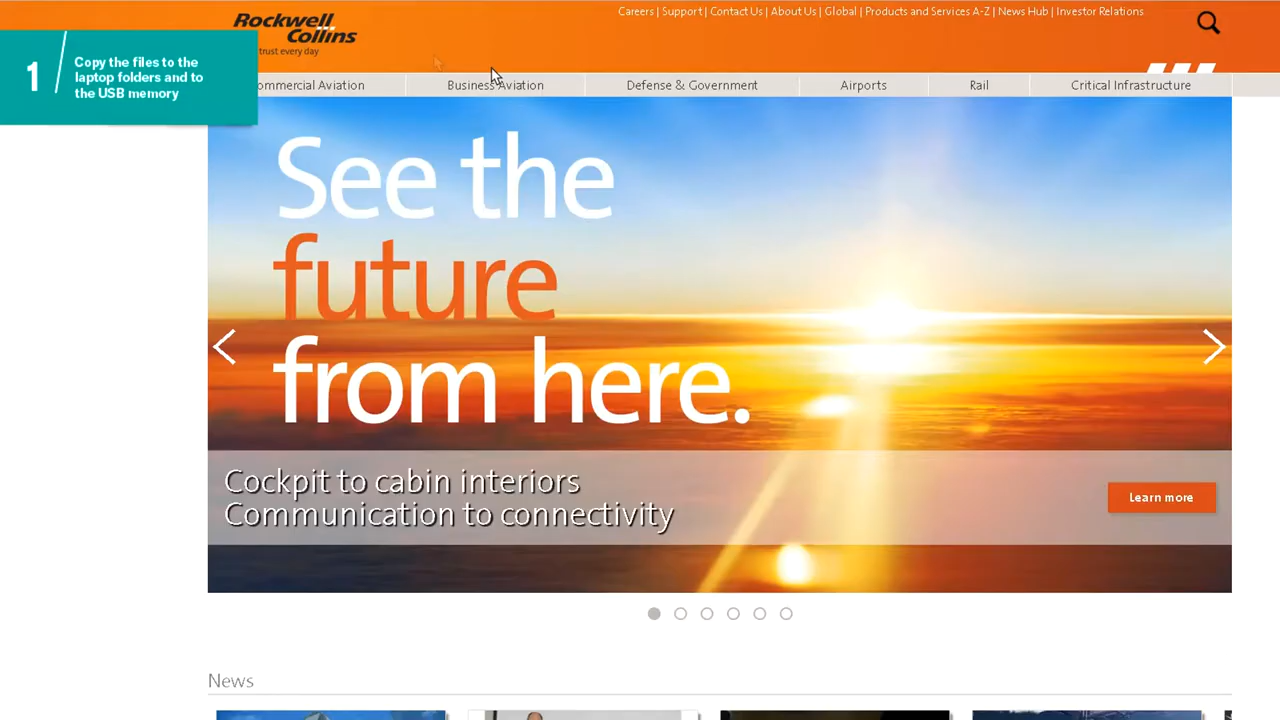 Careers | Support | Contact Us | About Us | Global | Products and Services A-Z | News Hub | Investor Relations
Rockwell
Collins
trust every day
1
Copy the files to the
laptop folders and to
the USB memory
ommercial Aviation
Business Aviation
Defense & Government
Airports
Rail
Critical Infrastructure
See the
future
from here.
Cockpit to cabin interiors
Communication to connectivity
Learn more
News